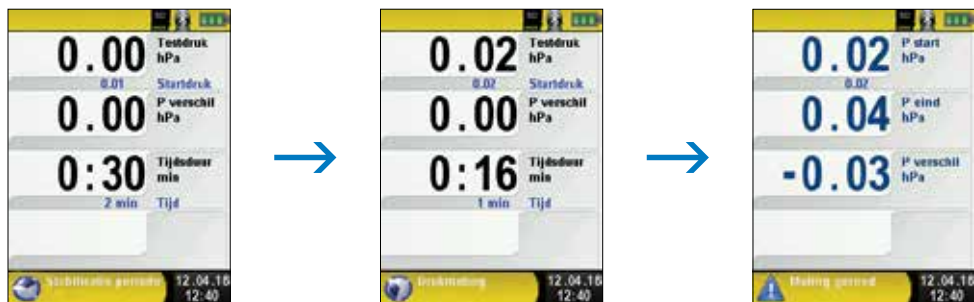 0.00 Testdruk
hPa
0.01 Startdruk
0.00 P verschil
hPa
0:30 Tijdsduur
min
2 min Tijd
Stabilisatie periode
12.04.16
12:40
0.02 Testdruk
hPa
0.02 Startdruk
0.00 P verschil
hPa
0:16 Tijdsduur
min
1 min Tijd
Drukmeting
12.04.16
12:40
0.02 P start
hPa
0.02
0.04 P eind
hPa
-0.03 P verschil
hPa
Meting gereed
12.04.16
12:40